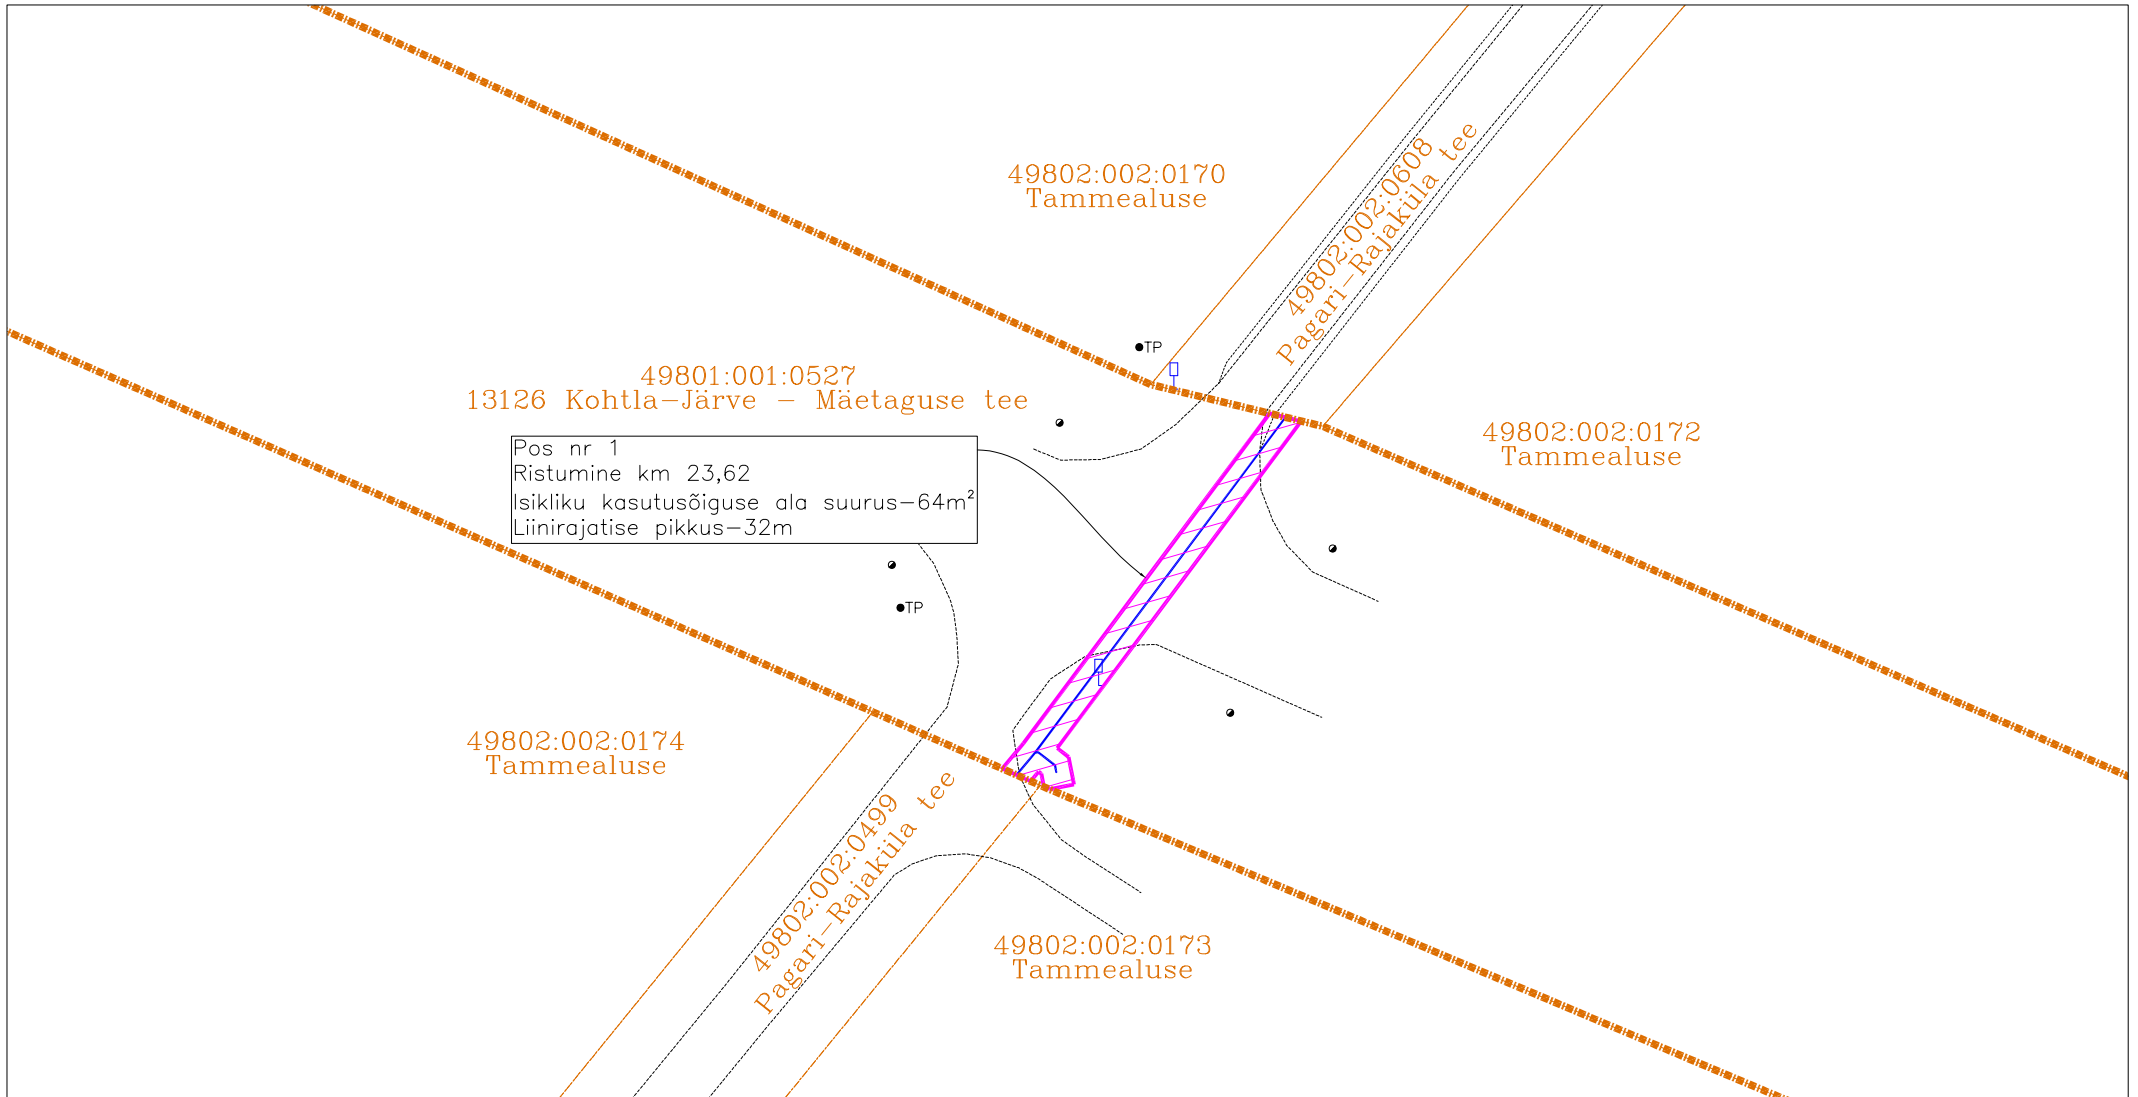 49802:002:0170
Tammealuse
49802:002:0608
Pagari-Rajaküla tee
TP
49801:001:0527
13126 Kohtla-Järve - Mäetaguse tee
49802:002:0172
Tammealuse
Pos nr 1
Ristumine km 23,62
Isikliku kasutusõiguse ala suurus-64m²
Liinirajatise pikkus-32m
TP
49802:002:0174
Tammealuse
49802:002:0499
Pagari-Rajaküla tee
49802:002:0173
Tammealuse